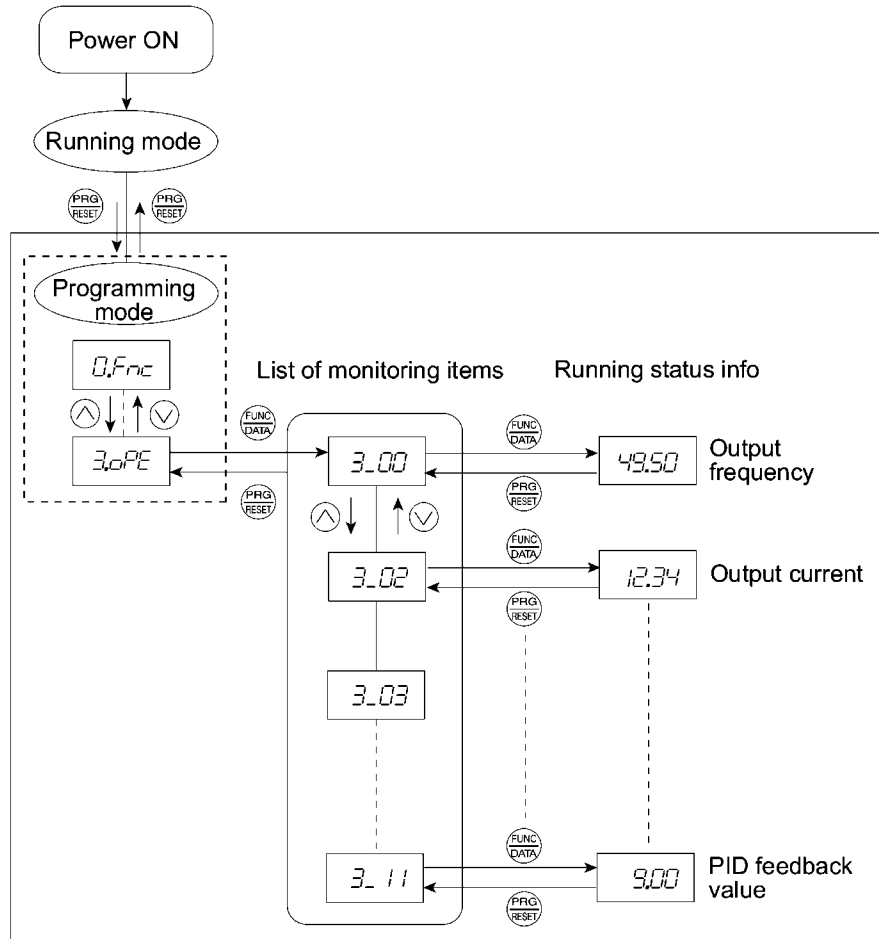 Power ON
Running mode
PRG
RESET
PRG
RESET
Programming
mode
0.Fnc
List of monitoring items
Running status info
FUNC
DATA
3.oPE
PRG
RESET
3_00
FUNC
DATA
PRG
RESET
49.50
Output
frequency
3_02
FUNC
DATA
PRG
RESET
12.34
Output current
3_03
3_11
FUNC
DATA
PRG
RESET
9.00
PID feedback
value